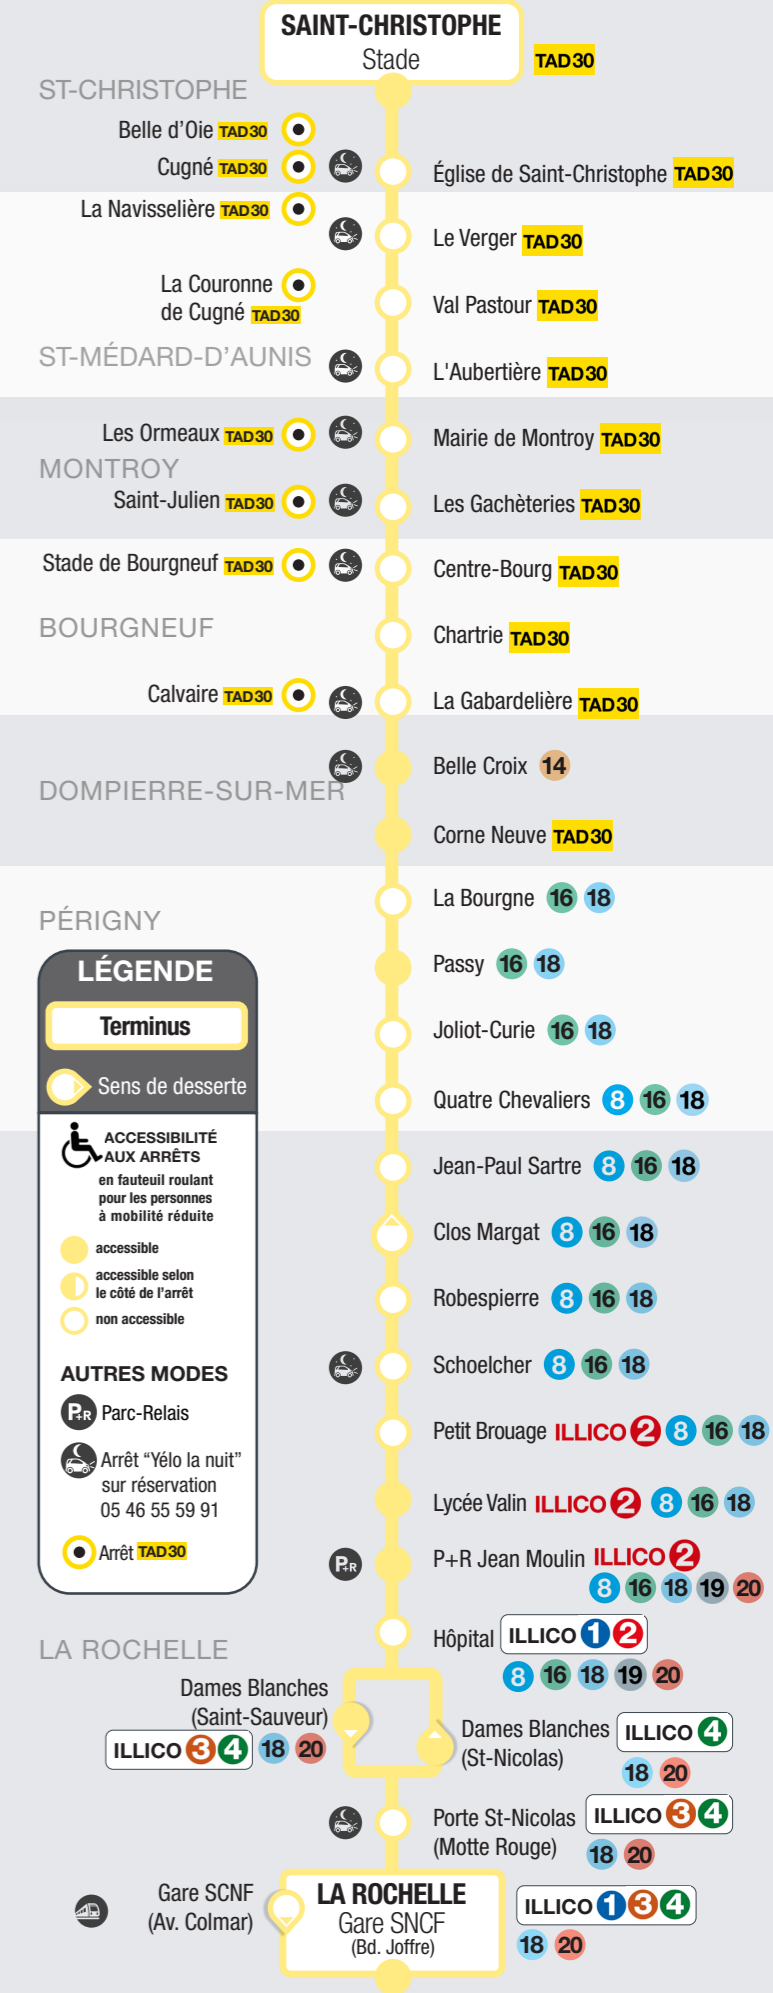 SAINT-CHRISTOPHE
Stade
TAD30
ST-CHRISTOPHE
Belle d'Oie TAD30
Cugné TAD30
Église de Saint-Christophe TAD30
La Navisselière TAD30
Le Verger TAD30
La Couronne
de Cugné TAD30
Val Pastour TAD30
ST-MÉDARD-D'AUNIS
L'Aubertière TAD30
Les Ormeaux TAD30
Mairie de Montroy TAD30
MONTROY
Saint-Julien TAD30
Les Gachèteries TAD30
Stade de Bourgneuf TAD30
Centre-Bourg TAD30
BOURGNEUF
Chartrie TAD30
Calvaire TAD30
La Gabardelière TAD30
Belle Croix 14
DOMPIERRE-SUR-MER
Corne Neuve TAD30
La Bourgne 16 18
PÉRIGNY
Passy 16 18
Joliot-Curie 16 18
Quatre Chevaliers 8 16 18
Jean-Paul Sartre 8 16 18
Clos Margat 8 16 18
Robespierre 8 16 18
Schoelcher 8 16 18
Petit Brouage ILLICO 2 8 16 18
Lycée Valin ILLICO 2 8 16 18
P+R
P+R Jean Moulin ILLICO 2
8 16 18 19 20
Hôpital ILLICO 1 2
8 16 18 19 20
LA ROCHELLE
Dames Blanches
(Saint-Sauveur)
ILLICO 3 4 18 20
Dames Blanches ILLICO 4
(St-Nicolas)
18 20
Porte St-Nicolas ILLICO 3 4
(Motte Rouge) 18 20
Gare SCNF
(Av. Colmar)
LA ROCHELLE
Gare SNCF
(Bd. Joffre)
ILLICO 1 3 4
18 20
LÉGENDE
Terminus
Sens de desserte
ACCESSIBILITÉ
AUX ARRÊTS
en fauteuil roulant
pour les personnes
à mobilité réduite
accessible
accessible selon
le côté de l'arrêt
non accessible
AUTRES MODES
P+R Parc-Relais
Arrêt “Yélo la nuit”
sur réservation
05 46 55 59 91
Arrêt TAD30